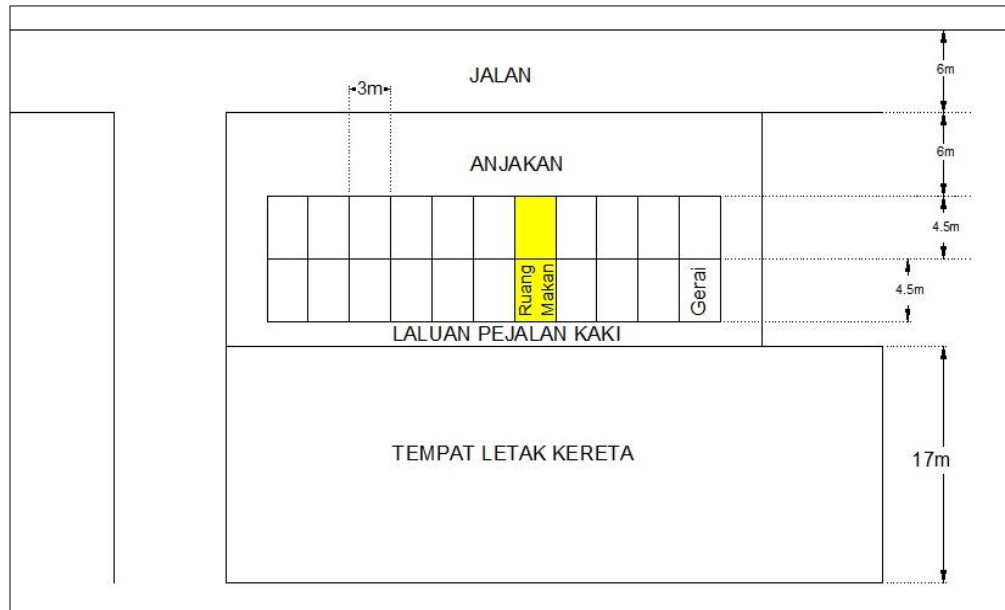 JALAN
6m
3m
ANJAKAN
6m
4.5m
Ruang
Makan
Gerai
4.5m
LALUAN PEJALAN KAKI
TEMPAT LETAK KERETA
17m